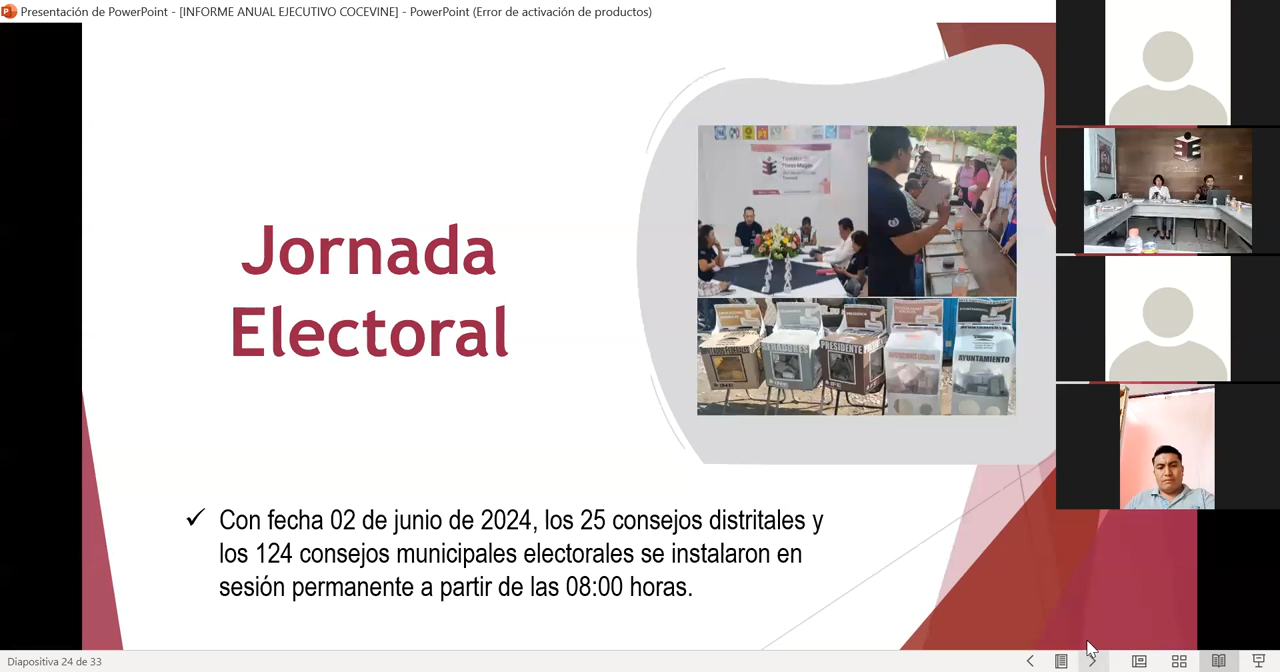 Presentación de PowerPoint - [INFORME ANUAL EJECUTIVO COCEVINE] - PowerPoint (Error de activación de productos)
Jornada
Electoral
PRESIDENTE
AYUNTAMIENTO
✓ Con fecha 02 de junio de 2024, los 25 consejos distritales y
los 124 consejos municipales electorales se instalaron en
sesión permanente a partir de las 08:00 horas.
Diapositiva 24 de 33